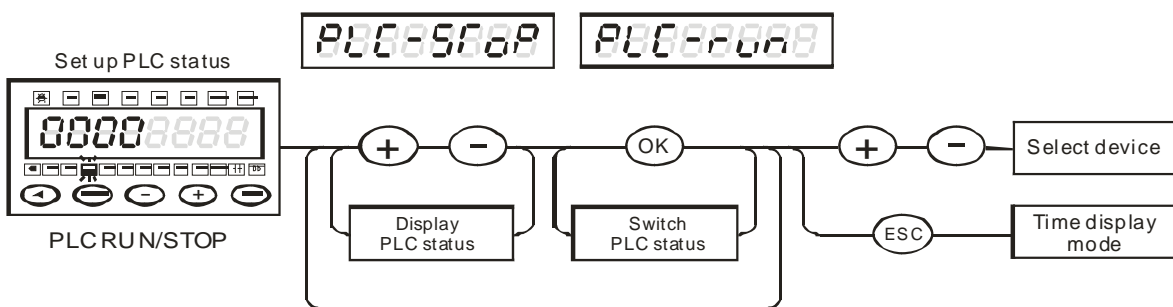 PLC-SToP PLC-run
Set up PLC status
0000
+ - OK + - Select device
Display
PLC status
Switch
PLC status
ESC
Time display
mode
PLC RUN/STOP